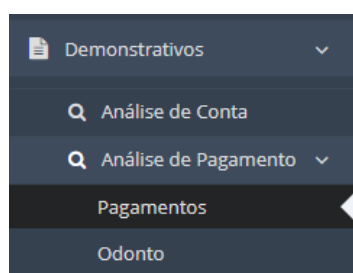 Demonstrativos
Análise de Conta
Análise de Pagamento
Pagamentos
Odonto